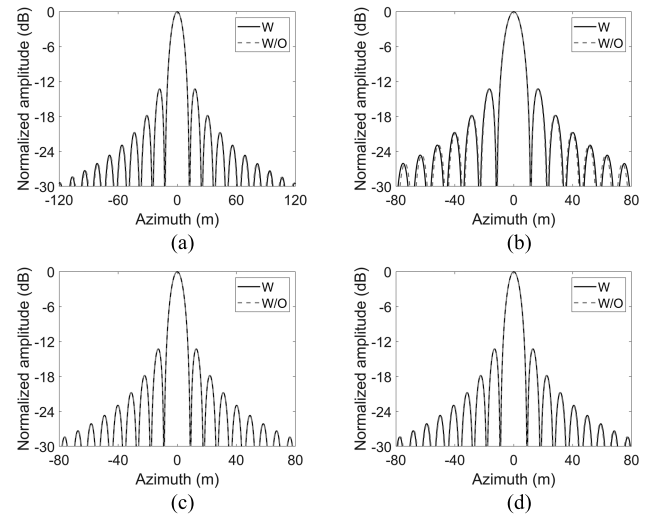 0
-6
-12
-18
-24
-30
-120 -60 0 60 120
Normalized amplitude (dB)
Azimuth (m)
W
W/O
(a)
0
-6
-12
-18
-24
-30
-80 -40 0 40 80
Normalized amplitude (dB)
Azimuth (m)
W
W/O
(b)
0
-6
-12
-18
-24
-30
-80 -40 0 40 80
Normalized amplitude (dB)
Azimuth (m)
W
W/O
(c)
0
-6
-12
-18
-24
-30
-80 -40 0 40 80
Normalized amplitude (dB)
Azimuth (m)
W
W/O
(d)